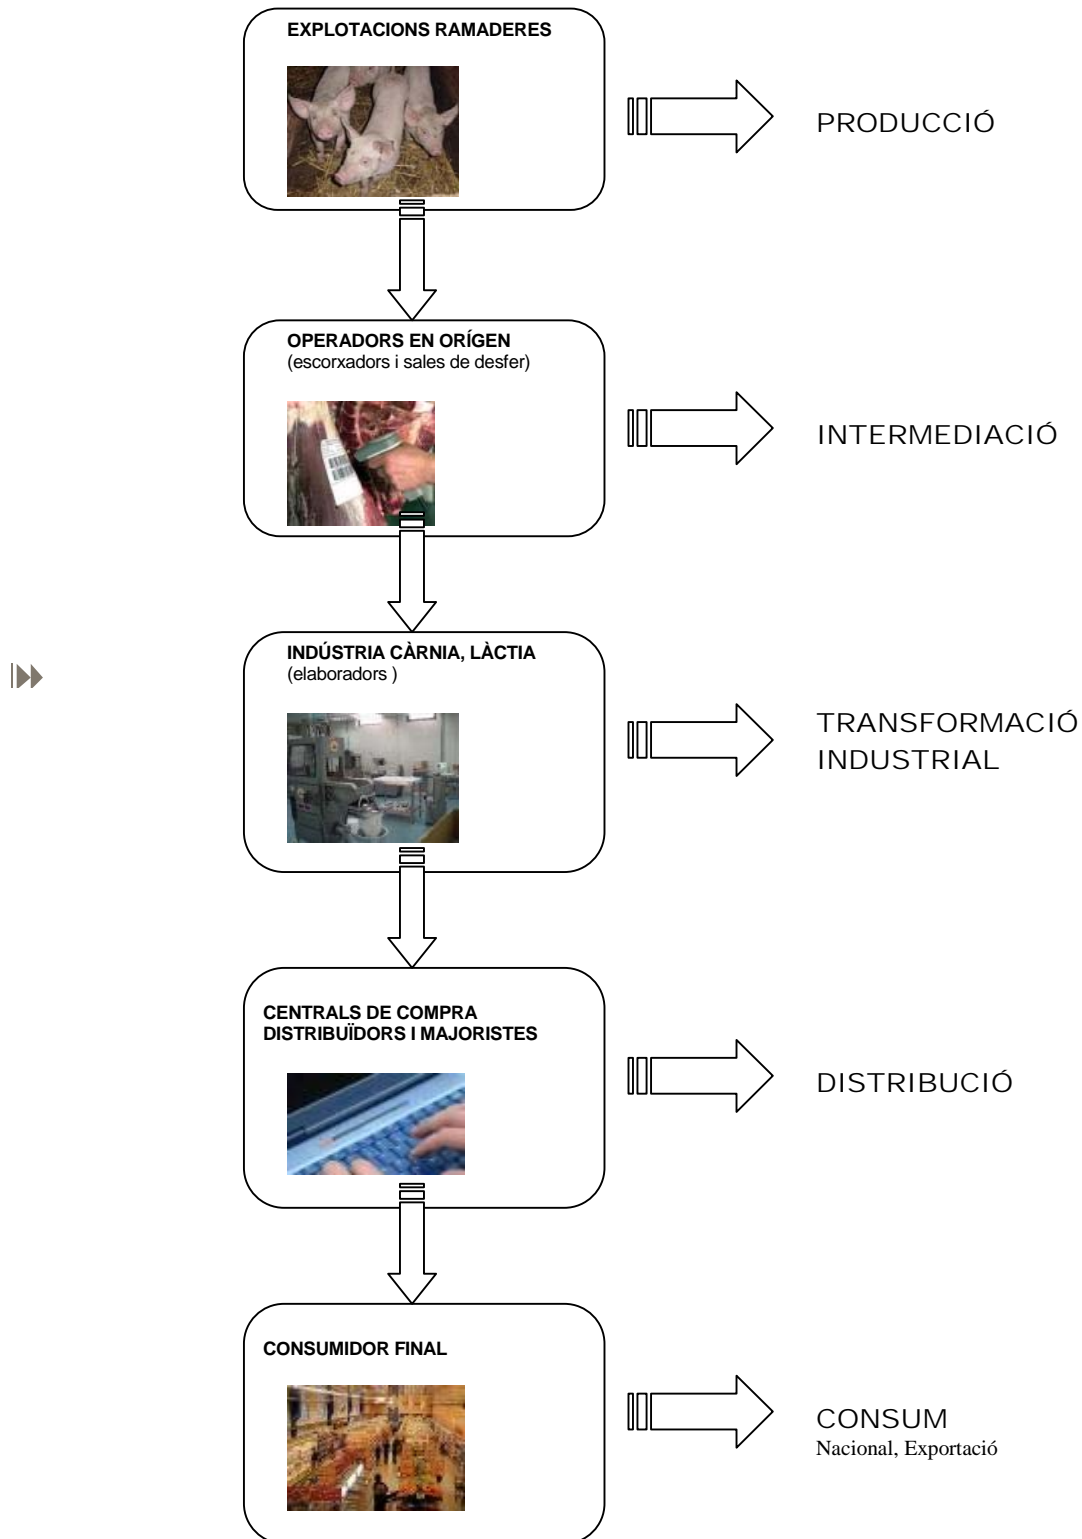 EXPLOTACIONS RAMADERES
PRODUCCIÓ
OPERADORS EN ORÍGEN
(escorxadors i sales de desfer)
INTERMEDIACIÓ
INDÚSTRIA CÀRNIA, LÀCTIA
(elaboradors )
TRANSFORMACIÓ
INDUSTRIAL
CENTRALS DE COMPRA
DISTRIBUÏDORS I MAJORISTES
DISTRIBUCIÓ
CONSUMIDOR FINAL
CONSUM
Nacional, Exportació